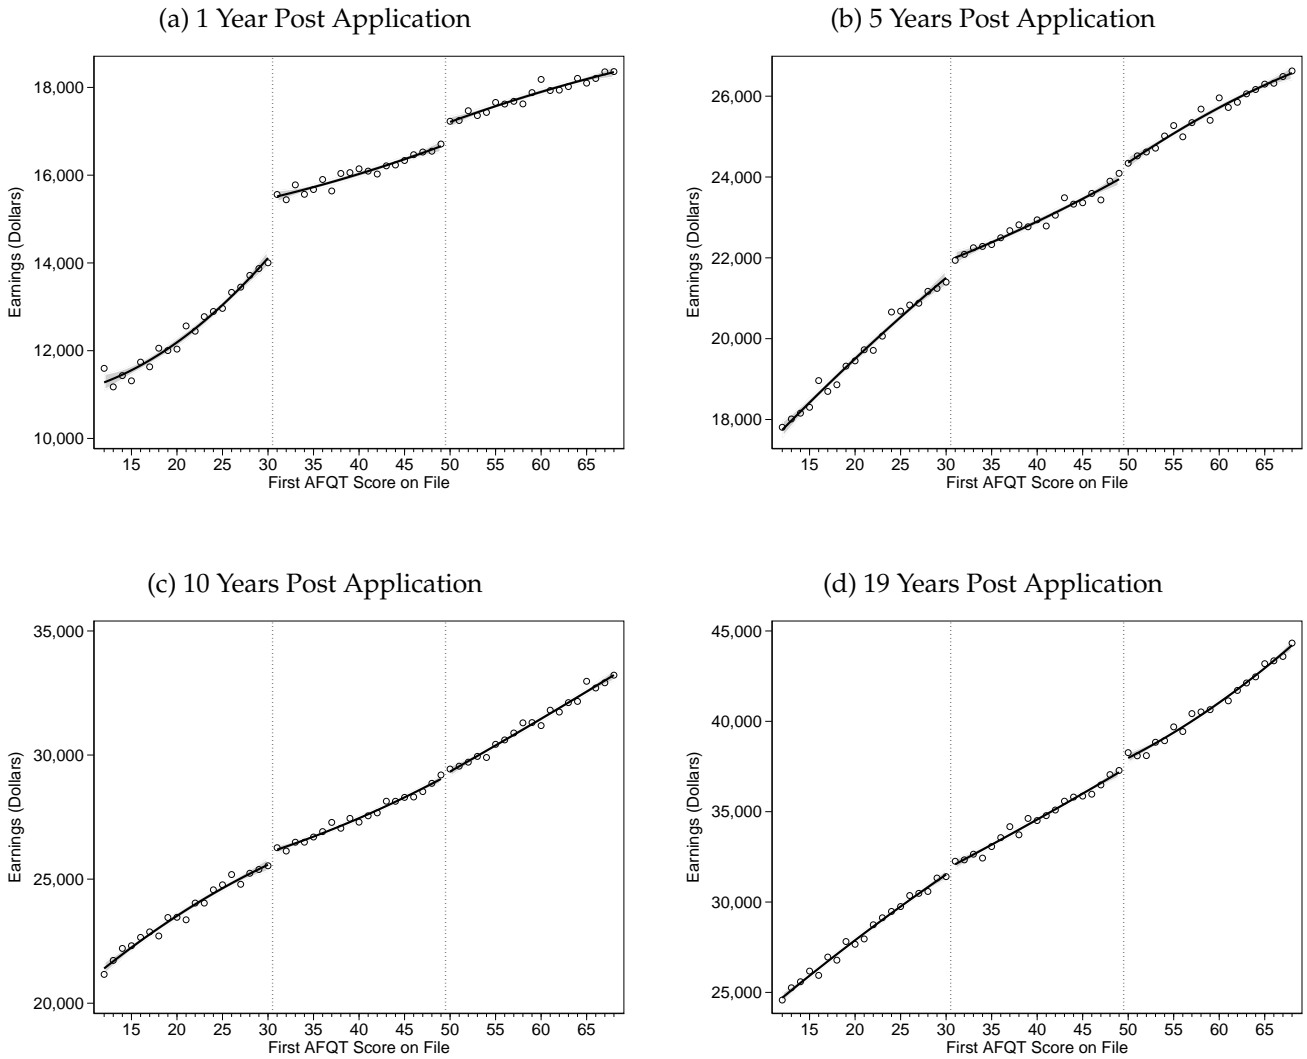 (a) 1 Year Post Application
Earnings (Dollars)
18,000
16,000
14,000
12,000
10,000
15 20 25 30 35 40 45 50 55 60 65
First AFQT Score on File
(b) 5 Years Post Application
Earnings (Dollars)
26,000
24,000
22,000
20,000
18,000
15 20 25 30 35 40 45 50 55 60 65
First AFQT Score on File
(c) 10 Years Post Application
Earnings (Dollars)
35,000
30,000
25,000
20,000
15 20 25 30 35 40 45 50 55 60 65
First AFQT Score on File
(d) 19 Years Post Application
Earnings (Dollars)
45,000
40,000
35,000
30,000
25,000
15 20 25 30 35 40 45 50 55 60 65
First AFQT Score on File